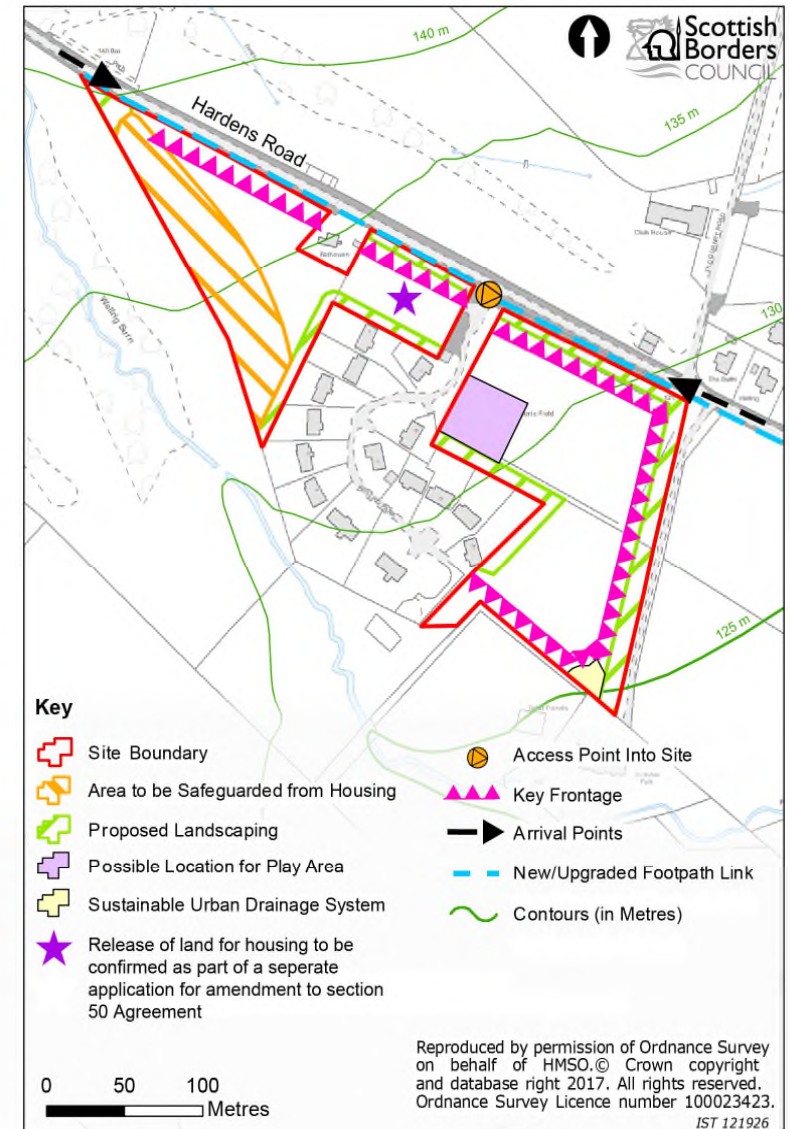 140 m
Scottish
Borders
COUNCIL
135 m
Hardens Road
Clish House
130
Walling Burn
125 m
Key
Site Boundary
Area to be Safeguarded from Housing
Proposed Landscaping
Possible Location for Play Area
Sustainable Urban Drainage System
Release of land for housing to be
confirmed as part of a seperate
application for amendment to section
50 Agreement
Access Point Into Site
Key Frontage
Arrival Points
New/Upgraded Footpath Link
Contours (in Metres)
0 50 100
Metres
Reproduced by permission of Ordnance Survey
on behalf of HMSO.© Crown copyright
and database right 2017. All rights reserved.
Ordnance Survey Licence number 100023423.
IST 121926